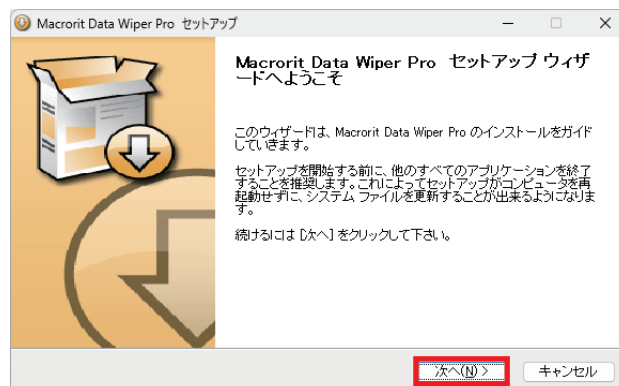 Macrorit Data Wiper Pro セットアップ
Macrorit Data Wiper Pro セットアップ ウィザ
ードへようこそ
このウィザードは、Macrorit Data Wiper Pro のインストールをガイド
していきます。
セットアップを開始する前に、他のすべてのアプリケーションを終了
することを推奨します。これによってセットアップがコンピュータを再
起動せずに、システム ファイルを更新することが出来るようになりま
す。
続けるには [次へ] をクリックして下さい。
次へ(N) >
キャンセル